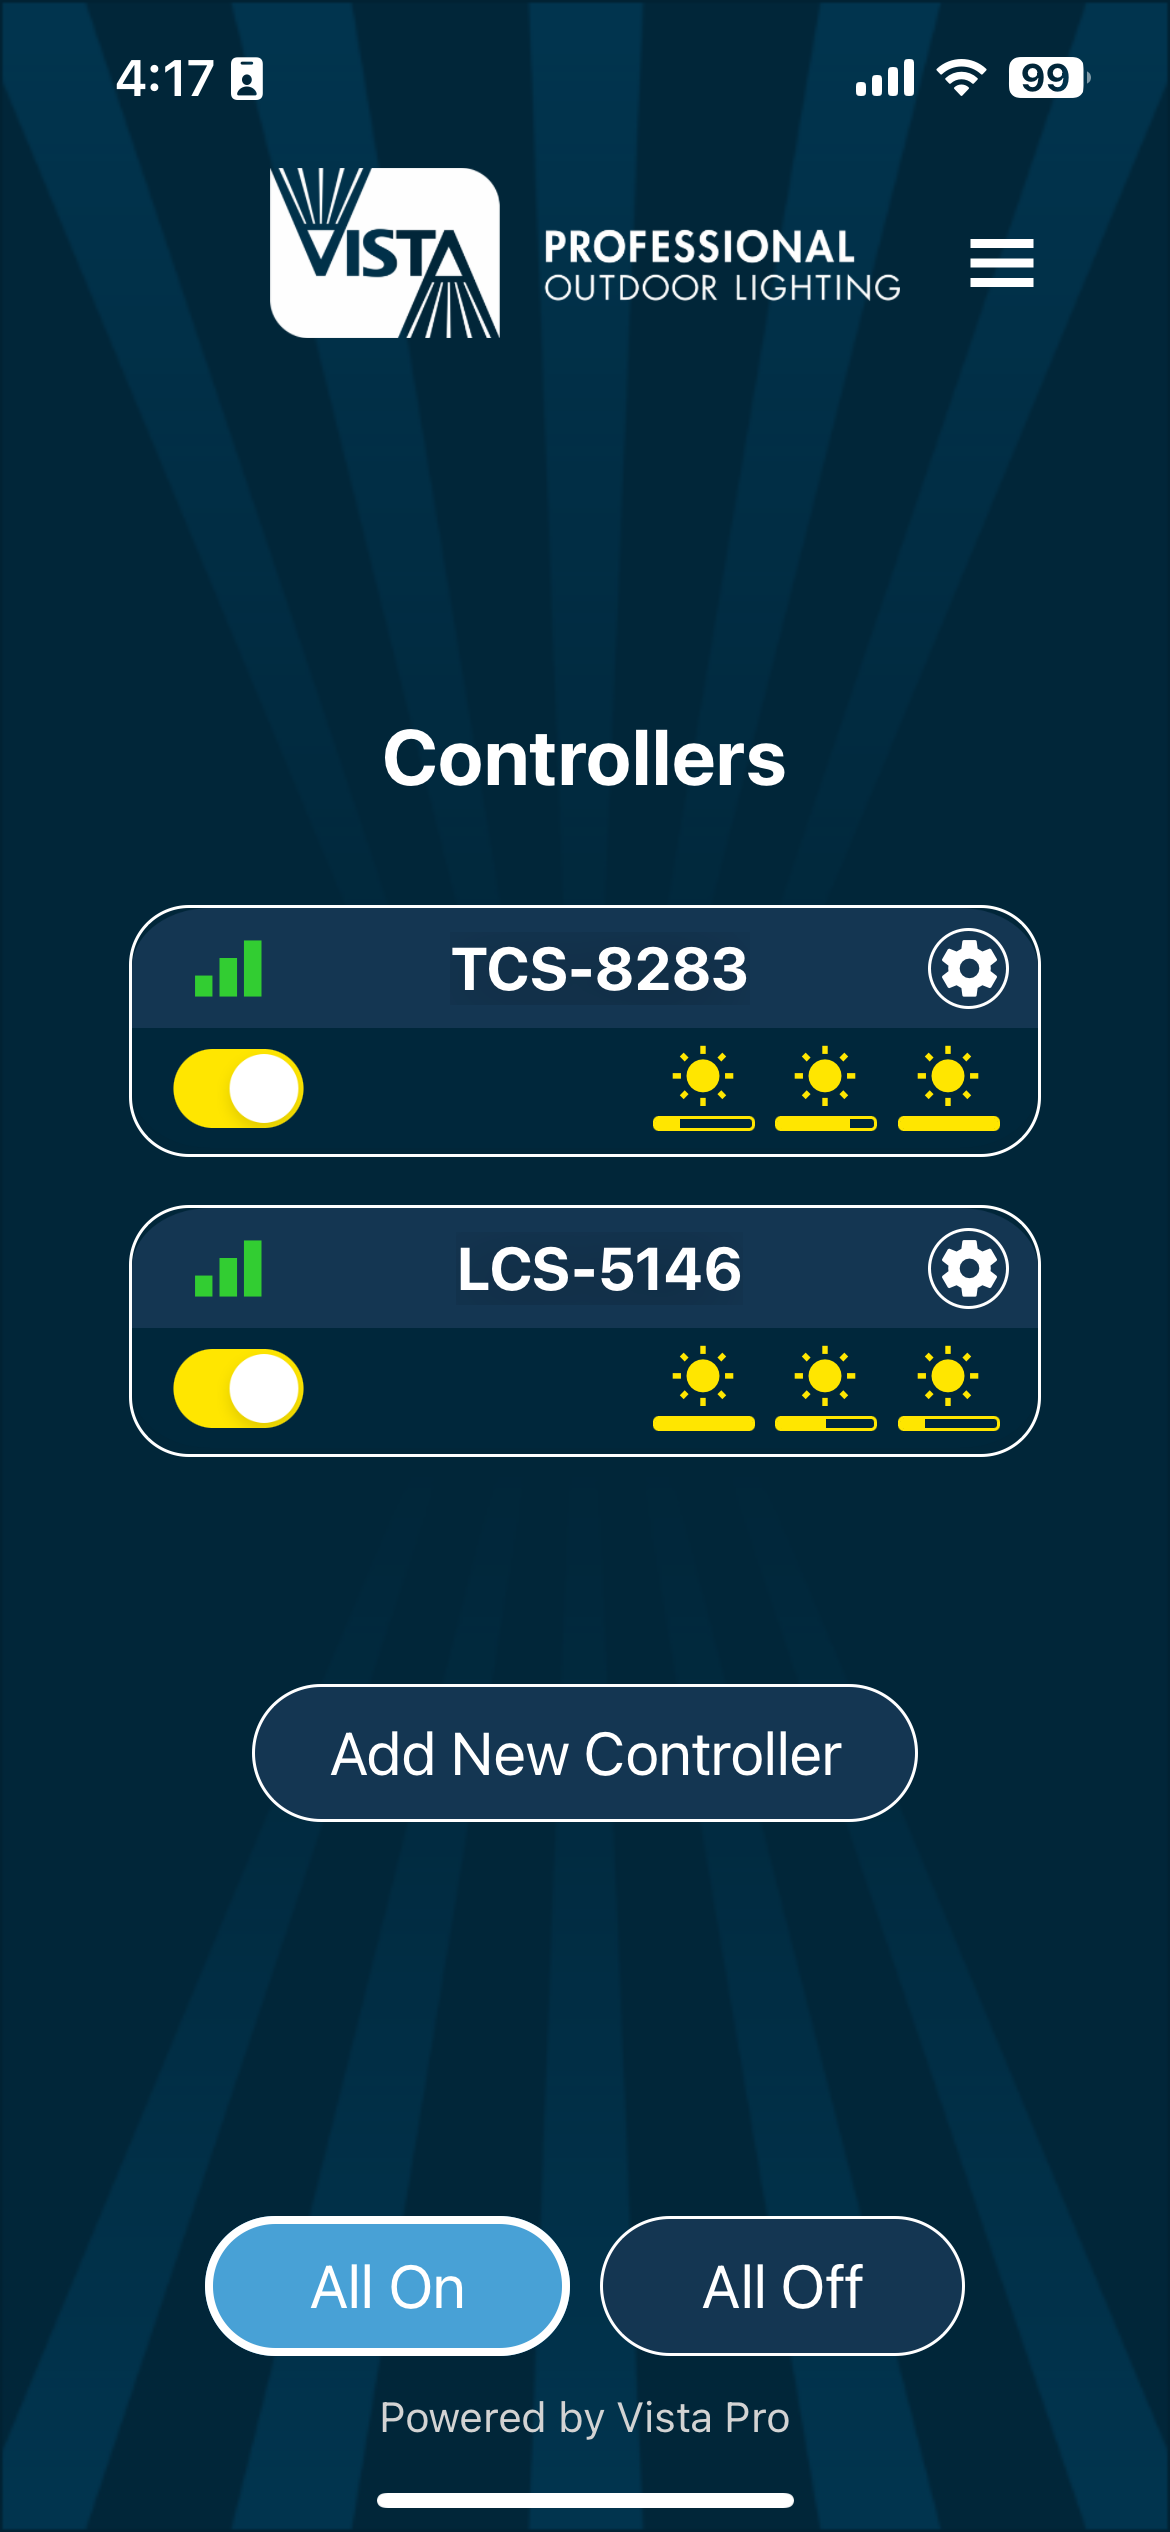 4:17
99
VISTA
PROFESSIONAL
OUTDOOR LIGHTING
Controllers
TCS-8283
LCS-5146
Add New Controller
All On
All Off
Powered by Vista Pro